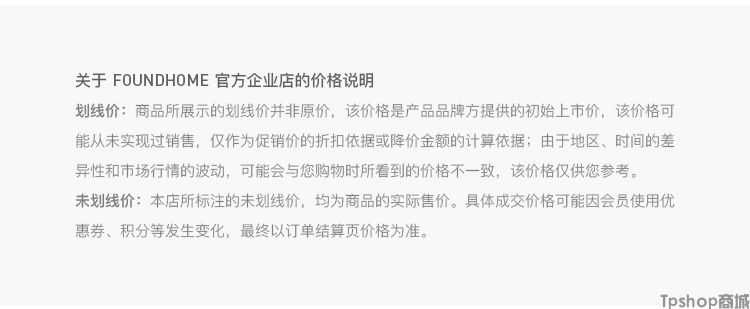 关于 FOUNDHOME 官方企业店的价格说明
划线价：商品所展示的划线价并非原价，该价格是产品品牌方提供的初始上市价，该价格可
能从未实现过销售，仅作为促销价的折扣依据或降价金额的计算依据；由于地区、时间的差
异性和市场行情的波动，可能会与您购物时所看到的价格不一致，该价格仅供您参考。
未划线价：本店所标注的未划线价，均为商品的实际售价。具体成交价格可能因会员使用优
惠券、积分等发生变化，最终以订单结算页价格为准。
Tpshop商城